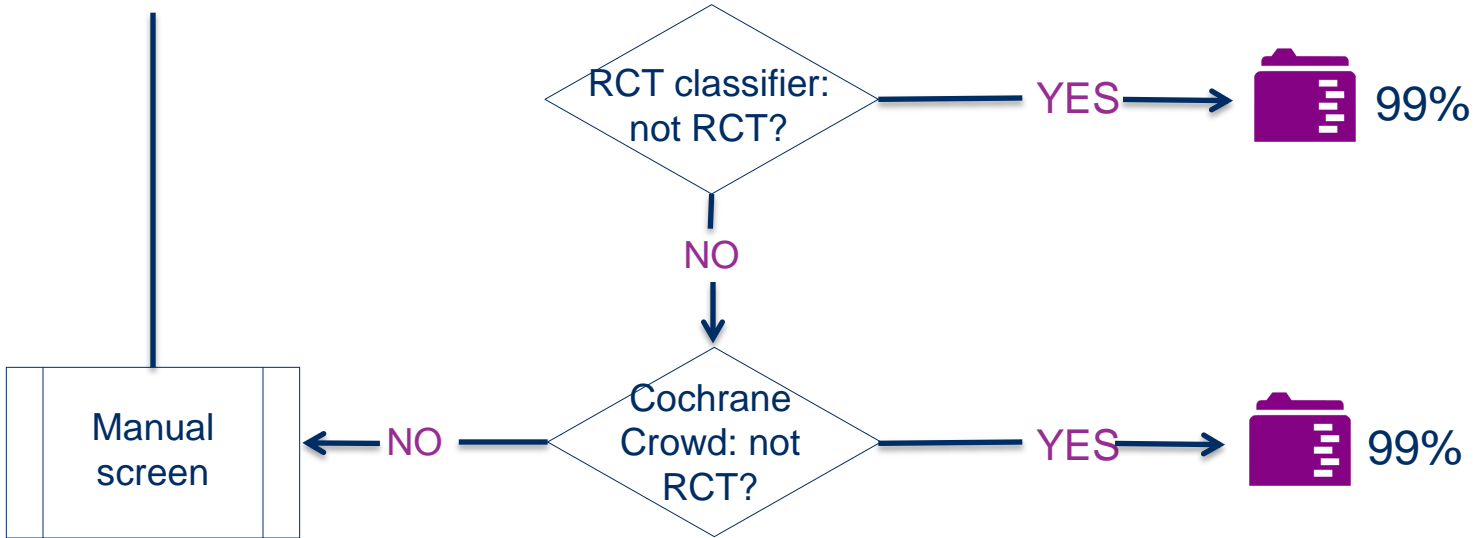 RCT classifier:
not RCT?
YES
99%
NO
Cochrane
Crowd: not
RCT?
YES
99%
NO
Manual
screen